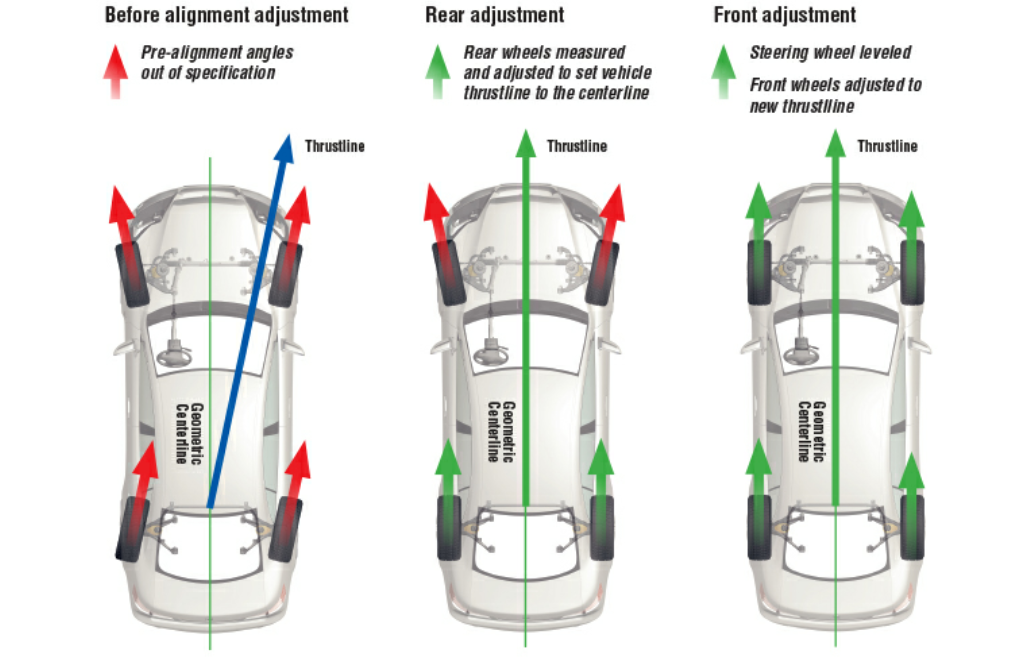 Before alignment adjustment
Pre-alignment angles
out of specification
Thrustline
Geometric
Centerline
Rear adjustment
Rear wheels measured
and adjusted to set vehicle
thrustline to the centerline
Thrustline
Geometric
Centerline
Front adjustment
Steering wheel leveled
Front wheels adjusted to
new thrustlline
Thrustline
Geometric
Centerline